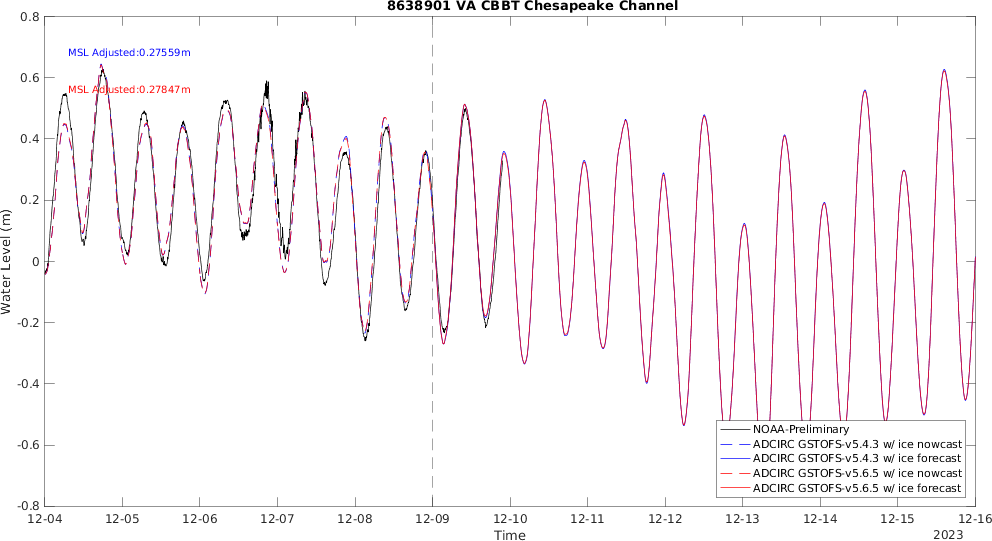 8638901 VA CBBT Chesapeake Channel
0.8
0.6
0.4
0.2
0
-0.2
-0.4
-0.6
-0.8
Water Level (m)
MSL Adjusted:0.27559m
MSL Adjusted:0.27847m
NOAA-Preliminary
ADCIRC GSTOFS-v5.4.3 w/ ice nowcast
ADCIRC GSTOFS-v5.4.3 w/ ice forecast
ADCIRC GSTOFS-v5.6.5 w/ ice nowcast
ADCIRC GSTOFS-v5.6.5 w/ ice forecast
12-04 12-05 12-06 12-07 12-08 12-09 12-10 12-11 12-12 12-13 12-14 12-15 12-16
Time
2023